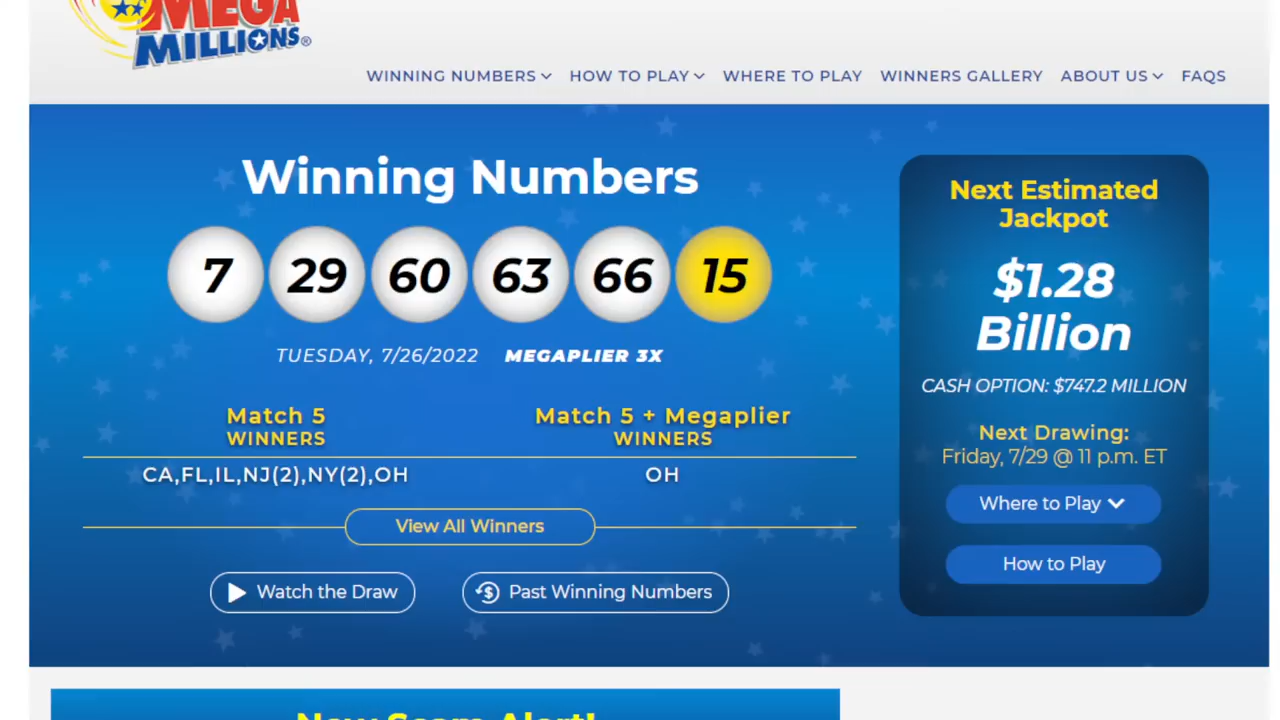 MEGA
MILLIONS®
WINNING NUMBERS
HOW TO PLAY
WHERE TO PLAY
WINNERS GALLERY
ABOUT US
FAQS
Winning Numbers
7 29 60 63 66 15
TUESDAY, 7/26/2022 MEGAPLIER 3X
Match 5
WINNERS
CA,FL,IL,NJ(2),NY(2),OH
Match 5 + Megaplier
WINNERS
OH
View All Winners
Watch the Draw
Past Winning Numbers
Next Estimated
Jackpot
$1.28
Billion
CASH OPTION: $747.2 MILLION
Next Drawing:
Friday, 7/29 @ 11 p.m. ET
Where to Play
How to Play
New Scam Alert!